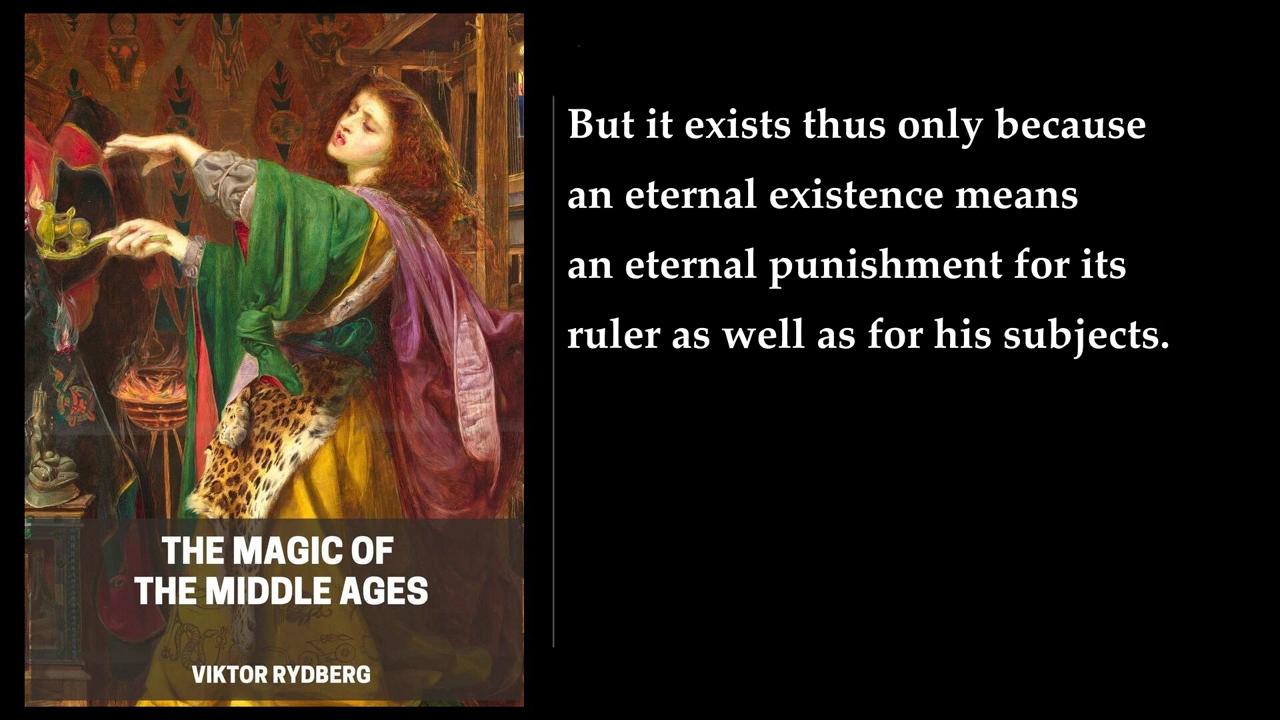 THE MAGIC OF
THE MIDDLE AGES
VIKTOR RYDBERG
But it exists thus only because
an eternal existence means
an eternal punishment for its
ruler as well as for his subjects.